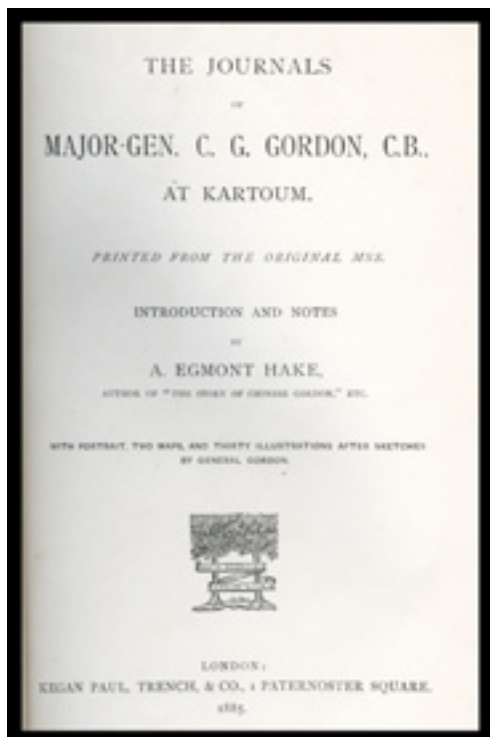 THE JOURNALS
OF
MAJOR-GEN. C. G. GORDON, C.B.,
AT KARTOUM.
PRINTED FROM THE ORIGINAL MSS.
INTRODUCTION AND NOTES
BY
A. EGMONT HAKE,
AUTHOR OF "THE STORY OF CHINESE GORDON," ETC.
WITH PORTRAIT, TWO MAPS, AND THIRTY ILLUSTRATIONS AFTER SKETCHES
BY GENERAL GORDON.
LONDON:
KEGAN PAUL, TRENCH, & CO., 1 PATERNOSTER SQUARE.
1885.